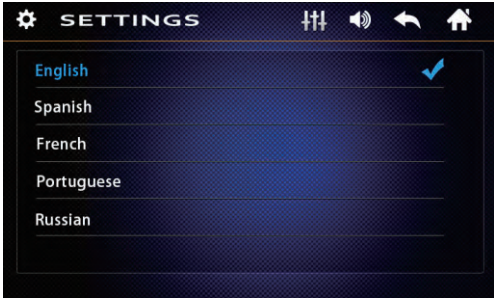 SETTINGS
English
Spanish
French
Portuguese
Russian